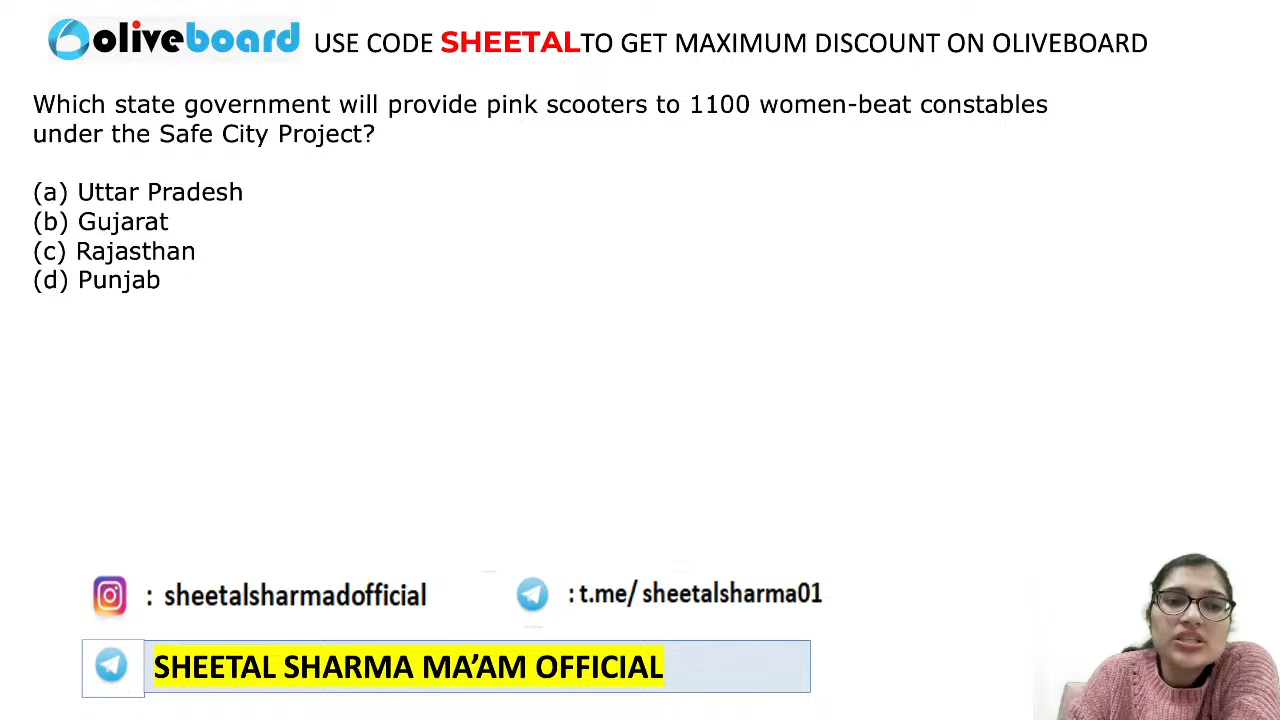 oliveboard USE CODE SHEETAL TO GET MAXIMUM DISCOUNT ON OLIVEBOARD
Which state government will provide pink scooters to 1100 women-beat constables
under the Safe City Project?
(a) Uttar Pradesh
(b) Gujarat
(c) Rajasthan
(d) Punjab
: sheetalsharmadofficial
: t.me/ sheetalsharma01
SHEETAL SHARMA MA’AM OFFICIAL